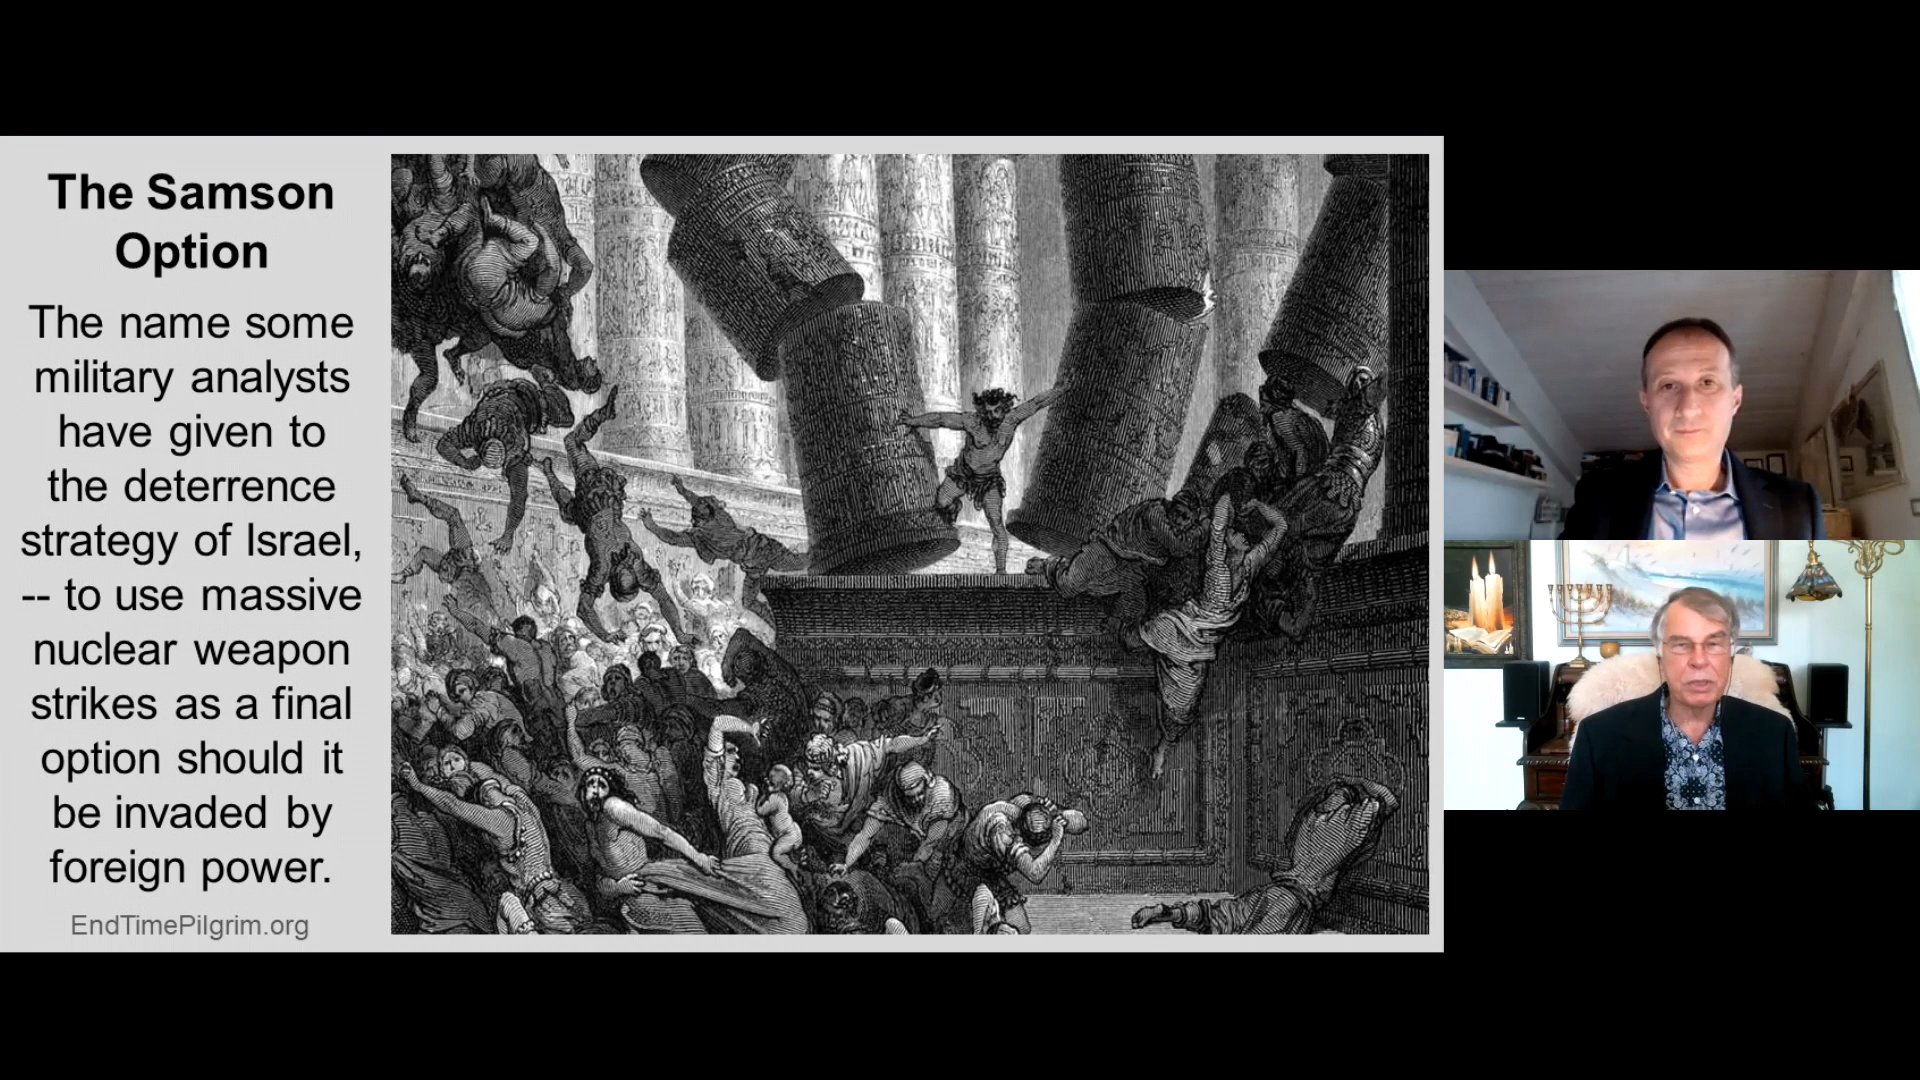 The Samson
Option
The name some
military analysts
have given to
the deterrence
strategy of Israel,
-- to use massive
nuclear weapon
strikes as a final
option should it
be invaded by
foreign power.
EndTimePilgrim.org